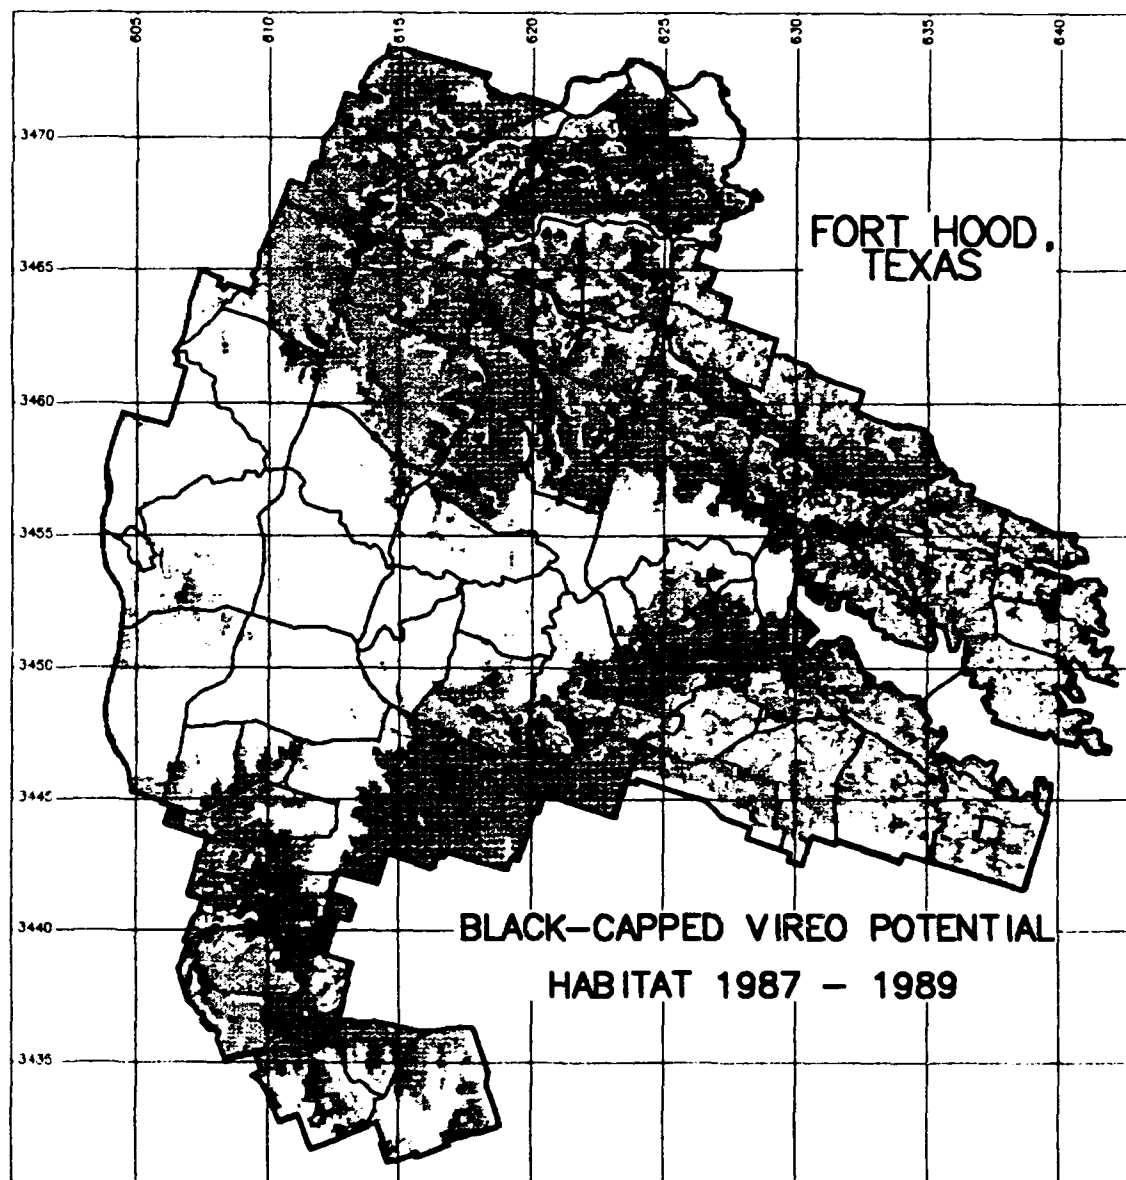 605 610 615 620 625 630 635 640
3470
FORT HOOD,
TEXAS
3465
3460
3455
3450
3445
3440
BLACK-CAPPED VIREO POTENTIAL
HABITAT 1987 - 1989
3435